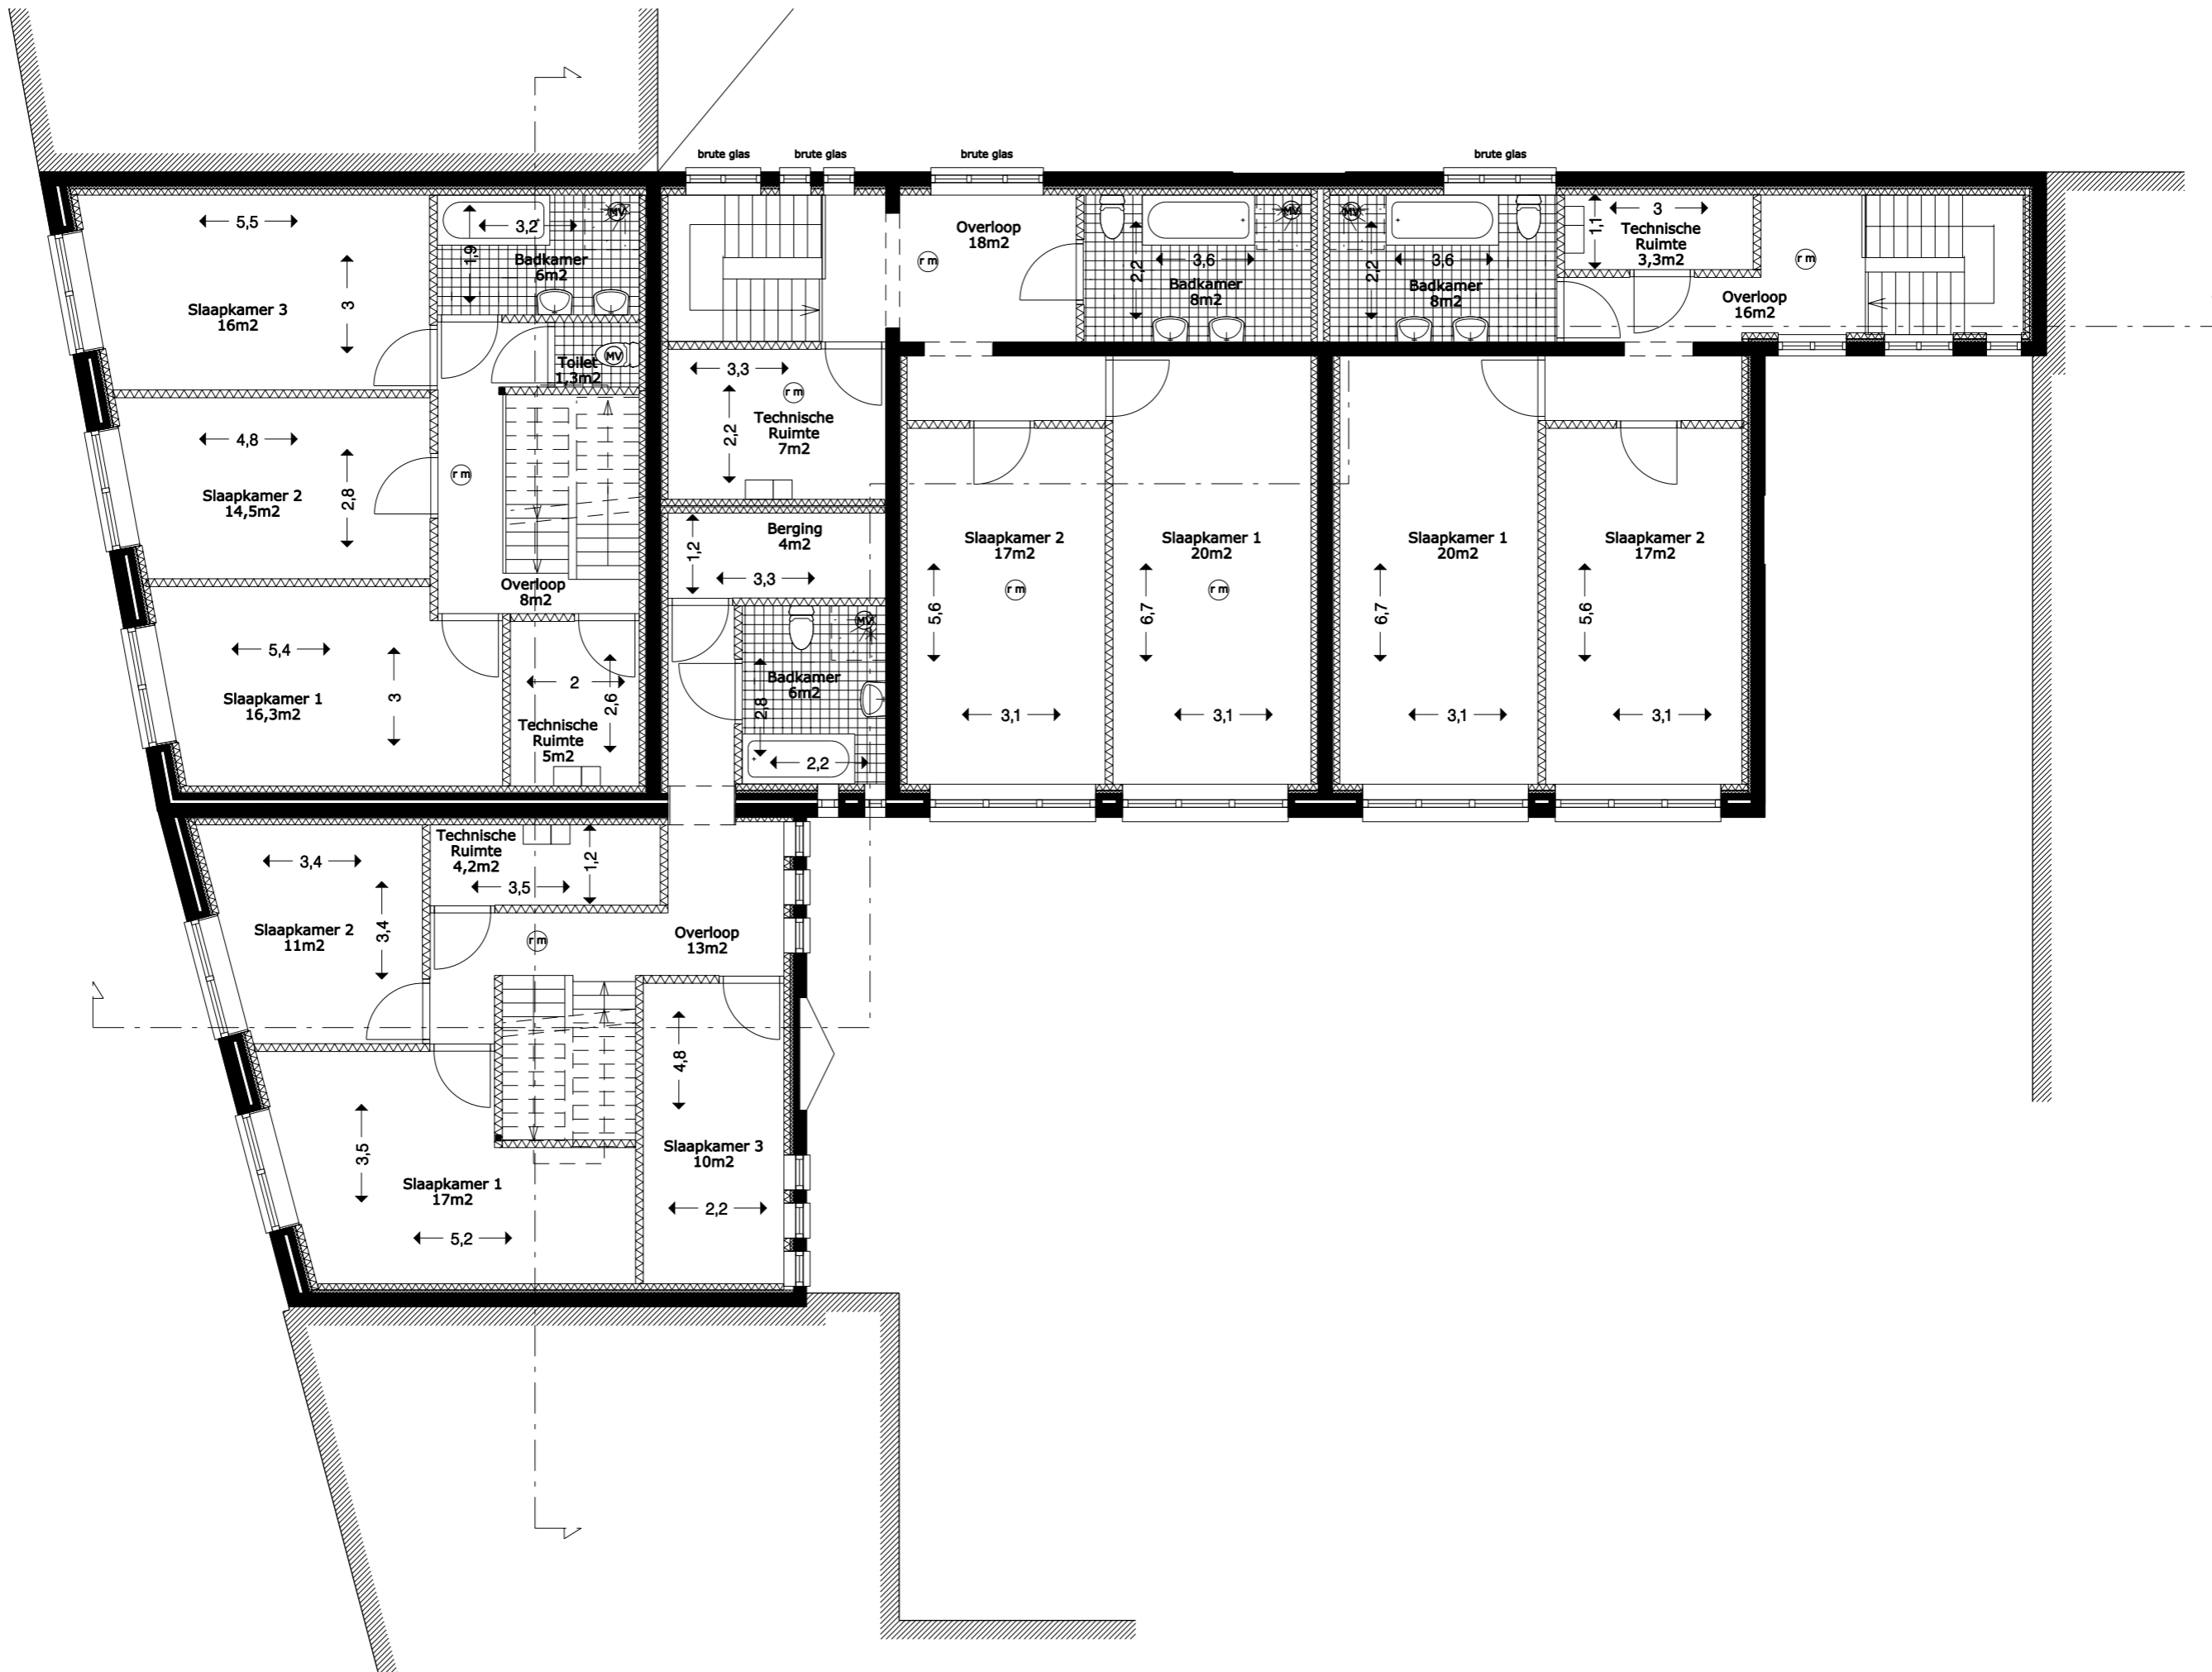 brute glas
brute glas
brute glas
brute glas
5,5
3
Slaapkamer 3
16m2
3,2
1,9
MV
Badkamer
6m2
Toilet
1,3m2
MV
4,8
2,8
Slaapkamer 2
14,5m2
r m
Overloop
8m2
5,4
3
Slaapkamer 1
16,3m2
2
2,6
Technische
Ruimte
5m2
3,3
r m
2,2
Technische
Ruimte
7m2
Berging
4m2
1,2
3,3
MV
Badkamer
6m2
2,8
2,2
Overloop
18m2
r m
MV
2,2
3,6
Badkamer
8m2
MV
2,2
3,6
Badkamer
8m2
1,1
3
Technische
Ruimte
3,3m2
r m
Overloop
16m2
Slaapkamer 2
17m2
r m
5,6
3,1
Slaapkamer 1
20m2
r m
6,7
3,1
Slaapkamer 1
20m2
6,7
3,1
Slaapkamer 2
17m2
5,6
3,1
3,4
3,4
Slaapkamer 2
11m2
Technische
Ruimte
4,2m2
1,2
3,5
r m
Overloop
13m2
3,5
Slaapkamer 1
17m2
5,2
4,8
Slaapkamer 3
10m2
2,2